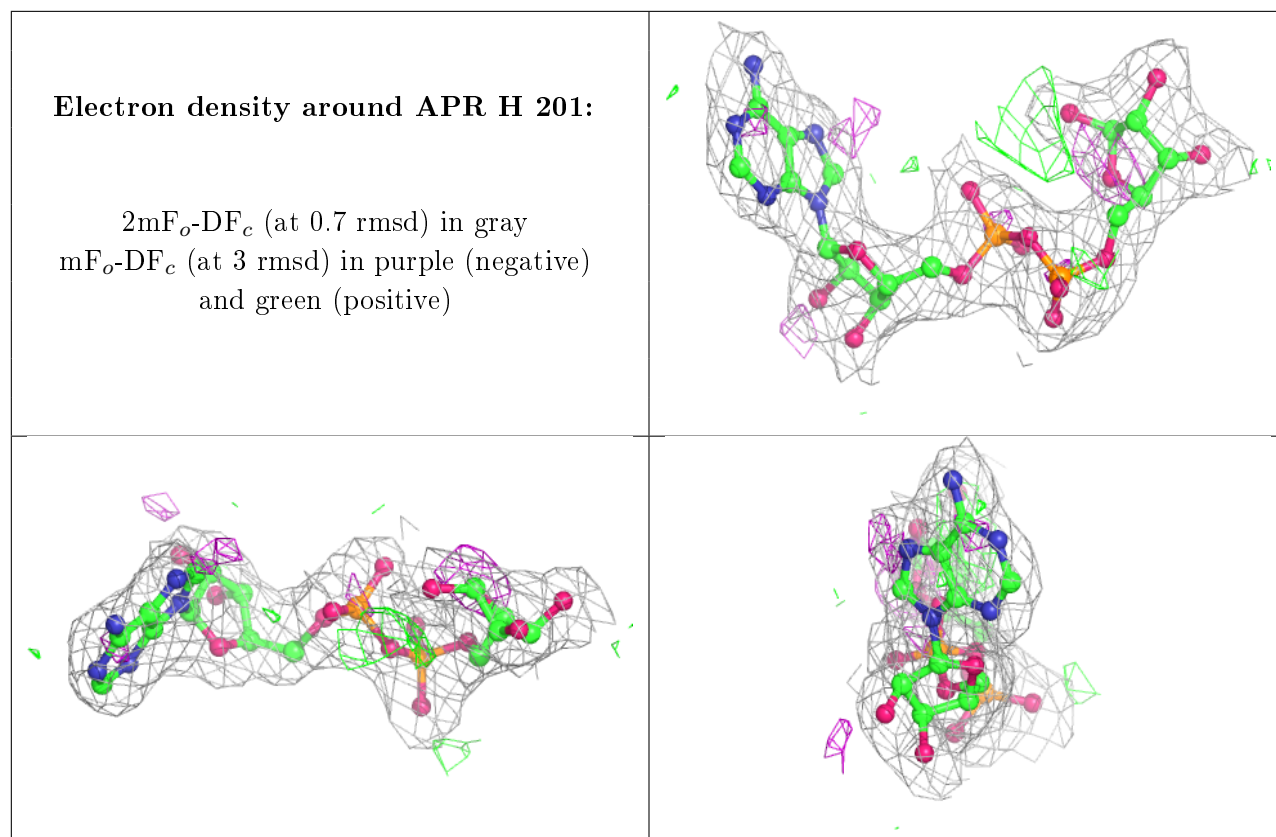 Electron density around APR H 201:
2mFₒ-DF𝒸 (at 0.7 rmsd) in gray
mFₒ-DF𝒸 (at 3 rmsd) in purple (negative)
and green (positive)